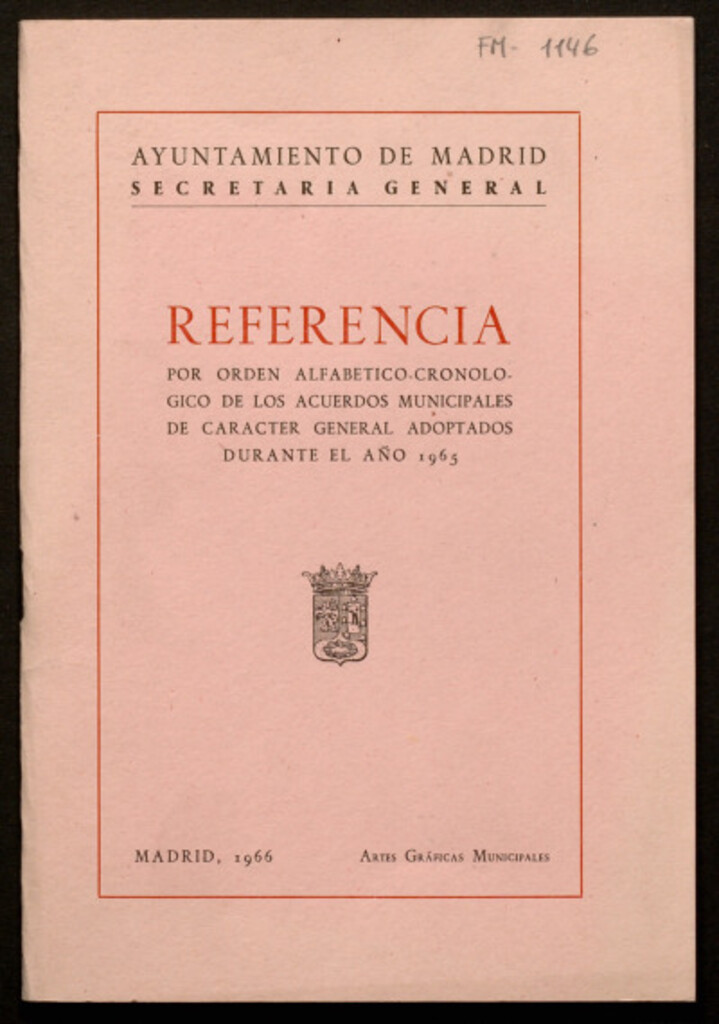 FM- 1146
AYUNTAMIENTO DE MADRID
SECRETARIA GENERAL
REFERENCIA
POR ORDEN ALFABETICO-CRONOLO-
GICO DE LOS ACUERDOS MUNICIPALES
DE CARACTER GENERAL ADOPTADOS
DURANTE EL AÑO 1965
MADRID, 1966 ARTES GRÁFICAS MUNICIPALES